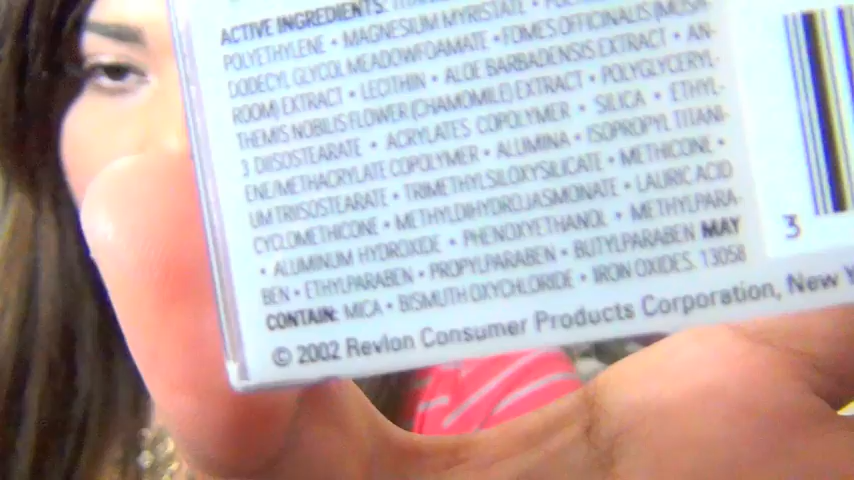 ACTIVE INGREDIENTS:
POLYETHYLENE • MAGNESIUM MYRISTATE •
DODECYL GLYCOL MEADOWFOAMATE • FOMES OFFICINALIS (MUSH-
ROOM) EXTRACT • LECITHIN • ALOE BARBADENSIS EXTRACT • AN-
THEMIS NOBILIS FLOWER (CHAMOMILE) EXTRACT • POLYGLYCERYL-
3 DIISOSTEARATE • ACRYLATES COPOLYMER • SILICA • ETHYL-
ENE/METHACRYLATE COPOLYMER • ALUMINA • ISOPROPYL TITANI-
UM TRIISOSTEARATE • TRIMETHYLSILOXYSILICATE • METHICONE •
CYCLOMETHICONE • METHYLDIHYDROJASMONATE • LAURIC ACID
• ALUMINUM HYDROXIDE • PHENOXYETHANOL • METHYLPARA-
BEN • ETHYLPARABEN • PROPYLPARABEN • BUTYLPARABEN MAY
CONTAIN: MICA • BISMUTH OXYCHLORIDE • IRON OXIDES. 13058
© 2002 Revlon Consumer Products Corporation, New
3